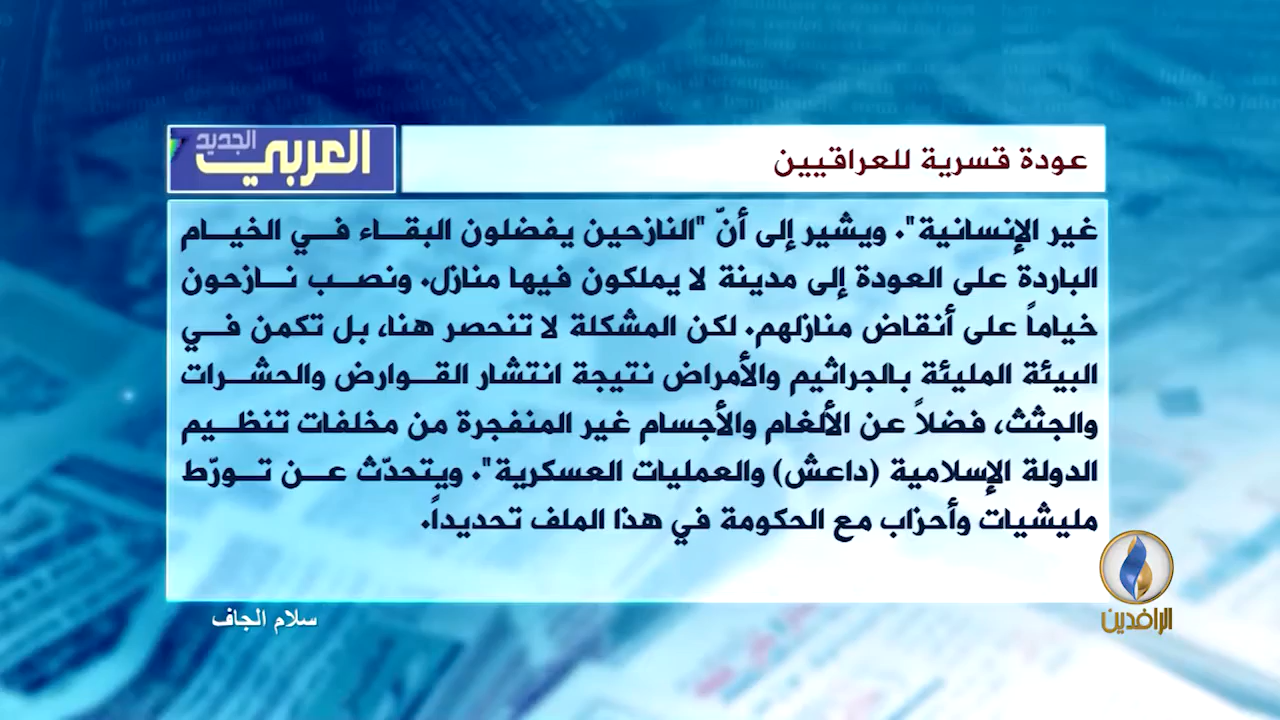 العربي الجديد
عودة قسرية للعراقيين
غير الإنسانية". ويشير إلى أنّ "النازحين يفضلون البقاء في الخيام
الباردة على العودة إلى مدينة لا يملكون فيها منازل. ونصب نازحون
خياماً على أنقاض منازلهم. لكن المشكلة لا تنحصر هنا، بل تكمن في
البيئة المليئة بالجراثيم والأمراض نتيجة انتشار القوارض والحشرات
والجثث، فضلاً عن الألغام والأجسام غير المنفجرة من مخلفات تنظيم
الدولة الإسلامية (داعش) والعمليات العسكرية". ويتحدّث عن تورّط
مليشيات وأحزاب مع الحكومة في هذا الملف تحديداً.
سلام الجاف
الرافدين